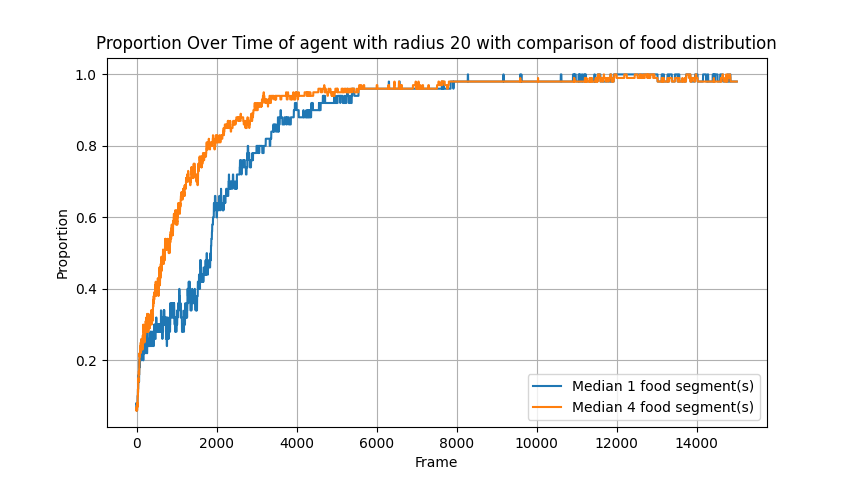 Proportion Over Time of agent with radius 20 with comparison of food distribution
1.0
0.8
0.6
0.4
0.2
Proportion
Median 1 food segment(s)
Median 4 food segment(s)
0 2000 4000 6000 8000 10000 12000 14000
Frame